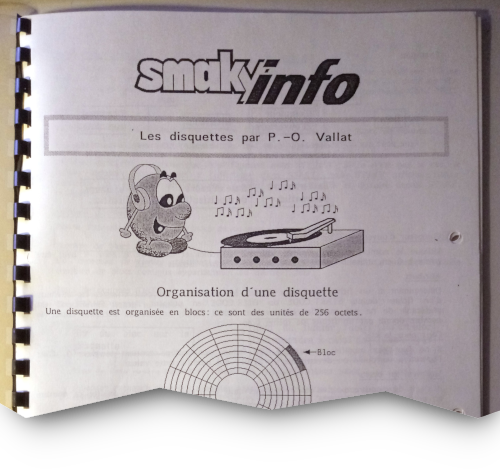 smaky info
Les disquettes par P.-O. Vallat
Organisation d'une disquette
Une disquette est organisée en blocs: ce sont des unités de 256 octets.
Bloc